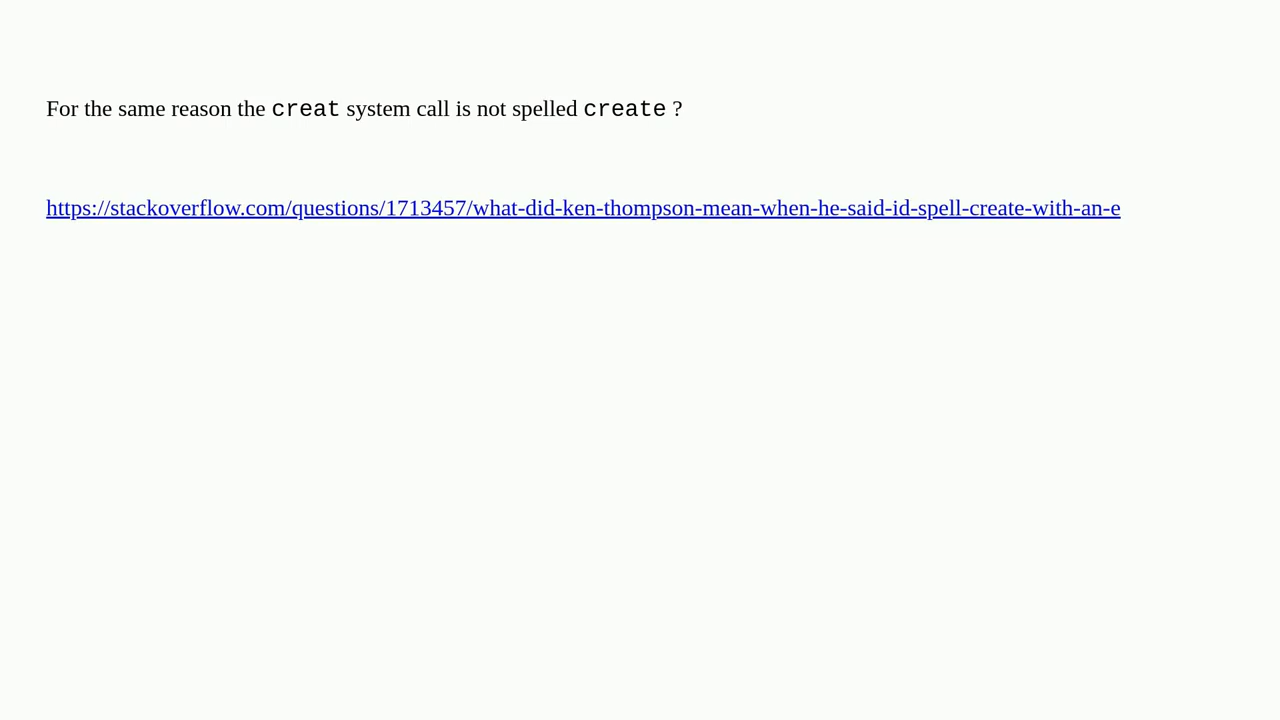 For the same reason the creat system call is not spelled create ?
https://stackoverflow.com/questions/1713457/what-did-ken-thompson-mean-when-he-said-id-spell-create-with-an-e